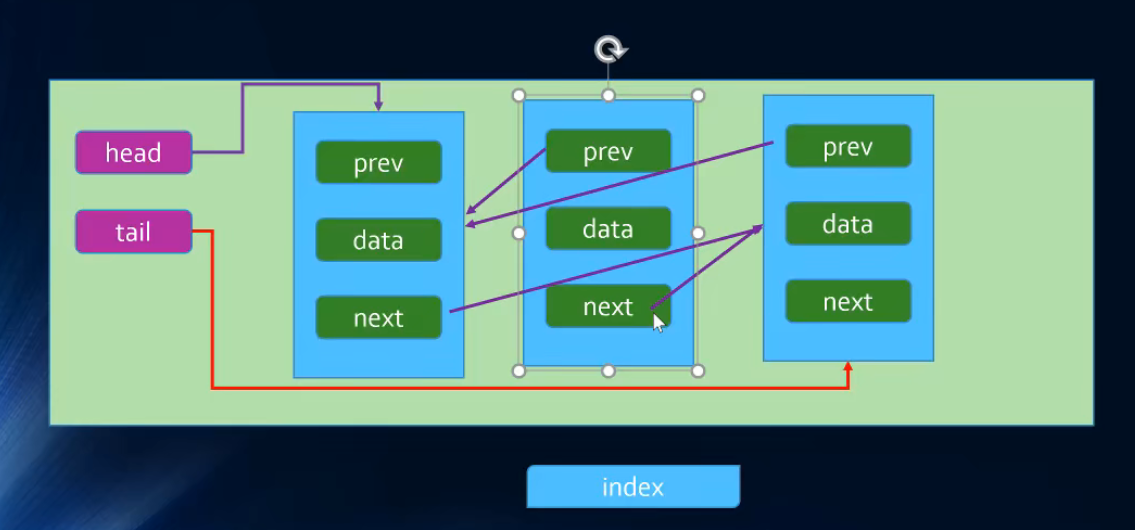 head
tail
prev
data
next
prev
data
next
prev
data
next
index